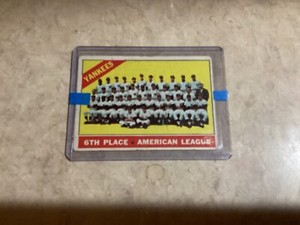 YANKEES
6TH PLACE - AMERICAN LEAGUE